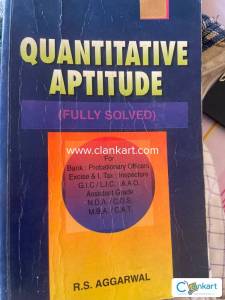 QUANTITATIVE
APTITUDE
(FULLY SOLVED)
www.clankart.com
For
Bank : Probationary Officers
Excise & I. Tax : Inspectors
G.I.C / L.I.C. : A.A.O.
Assistant Grade
N.D.A. / C.D.S.
M.B.A. / C.A.T.
R.S. AGGARWAL
Clankart